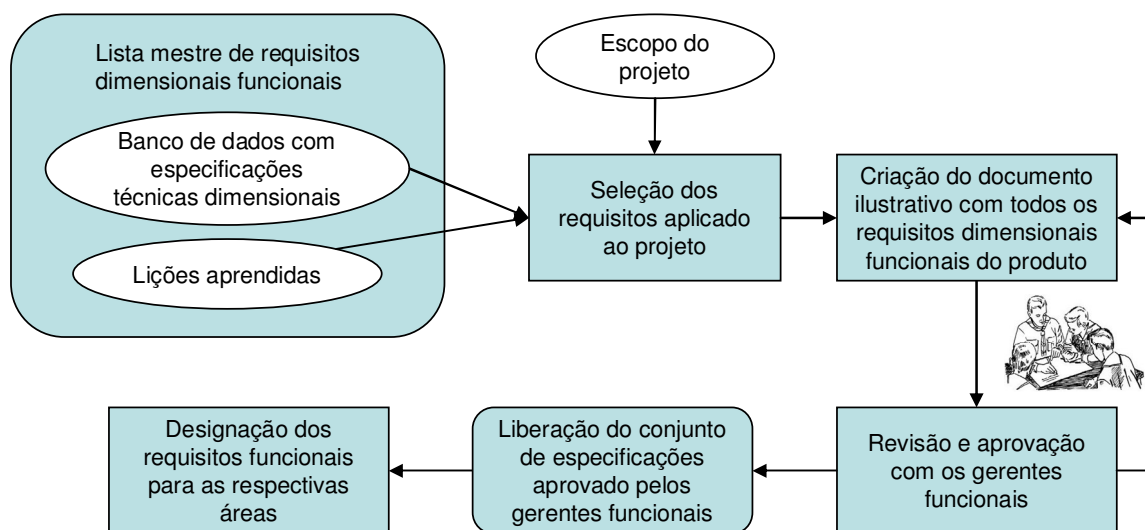 Lista mestre de requisitos
dimensionais funcionais
Banco de dados com
especificações
técnicas dimensionais
Lições aprendidas
Escopo do
projeto
Seleção dos
requisitos aplicado
ao projeto
Criação do documento
ilustrativo com todos os
requisitos dimensionais
funcionais do produto
Revisão e aprovação
com os gerentes
funcionais
Liberação do conjunto
de especificações
aprovado pelos
gerentes funcionais
Designação dos
requisitos funcionais
para as respectivas
áreas